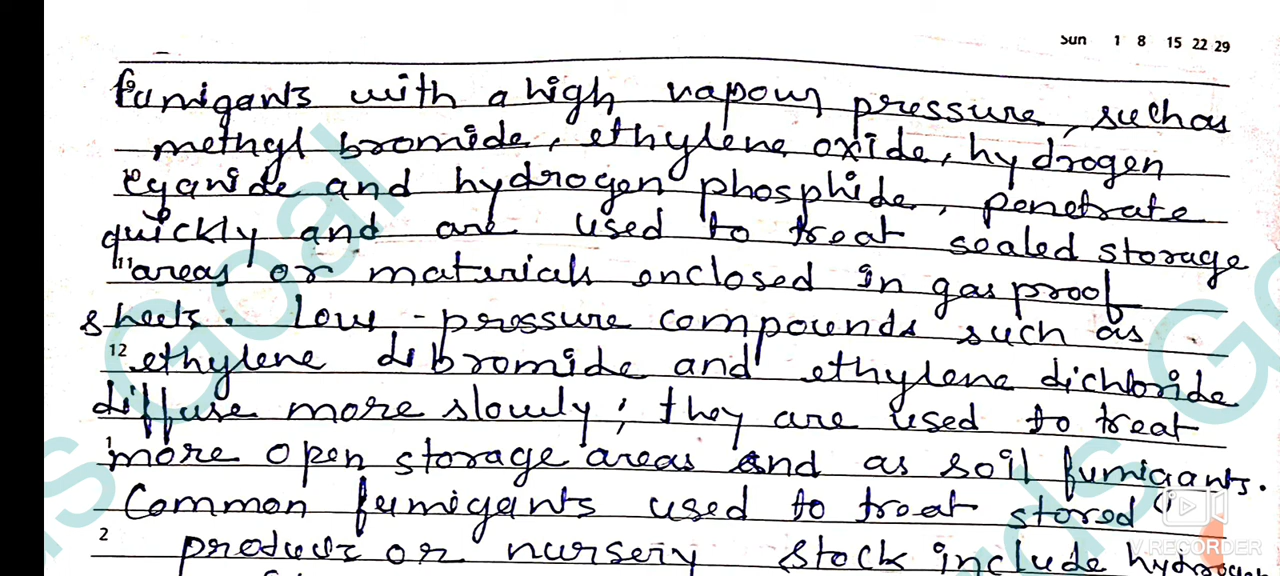 Sun 1 8 15 22 29
fumigants with a high vapour pressure, such as
methyl bromide, ethylene oxide, hydrogen
cyanide and hydrogen phosphide, penetrate
quickly and are used to treat sealed storage
11 areas or materials enclosed in gas proof
sheets. Low-pressure compounds such as
12 ethylene dibromide and ethylene dichloride
diffuse more slowly; they are used to treat
1 more open storage areas and as soil fumigants.
Common fumigants used to treat stored
2 products or nursery stock include hydrogen
Goal
V.RECORDER